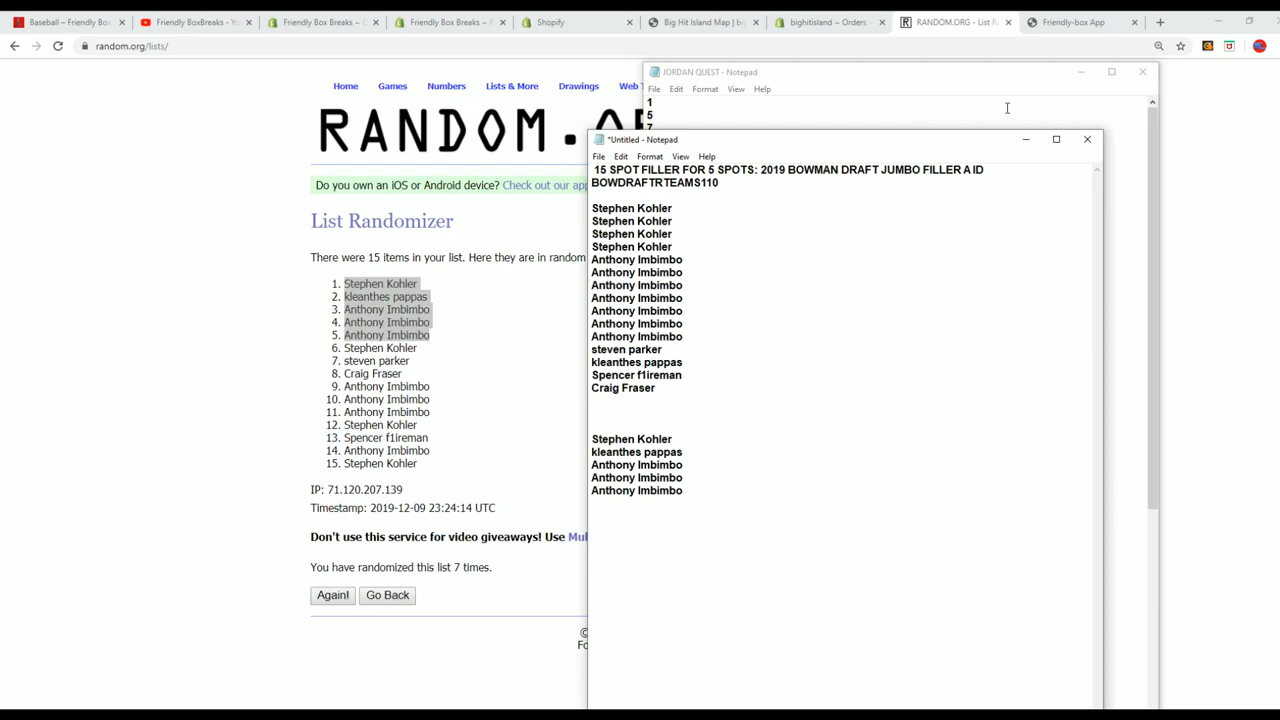 Baseball – Friendly Box
Friendly BoxBreaks - Yo
Friendly Box Breaks ~ C
Friendly Box Breaks ~ P
Shopify
Big Hit Island Map | big
bighitisland ~ Orders ~
RANDOM.ORG - List R
Friendly-box App
random.org/lists/
JORDAN QUEST - Notepad
File Edit Format View Help
1
5
7
Home Games Numbers Lists & More Drawings Web T
RANDOM.OR
Do you own an iOS or Android device? Check out our app
List Randomizer
There were 15 items in your list. Here they are in random
1. Stephen Kohler
2. kleanthes pappas
3. Anthony Imbimbo
4. Anthony Imbimbo
5. Anthony Imbimbo
6. Stephen Kohler
7. steven parker
8. Craig Fraser
9. Anthony Imbimbo
10. Anthony Imbimbo
11. Anthony Imbimbo
12. Stephen Kohler
13. Spencer f1ireman
14. Anthony Imbimbo
15. Stephen Kohler
IP: 71.120.207.139
Timestamp: 2019-12-09 23:24:14 UTC
Don't use this service for video giveaways! Use Mul
You have randomized this list 7 times.
Again! Go Back
©
Fo
*Untitled - Notepad
File Edit Format View Help
15 SPOT FILLER FOR 5 SPOTS: 2019 BOWMAN DRAFT JUMBO FILLER A ID
BOWDRAFTRTEAMS110
Stephen Kohler
Stephen Kohler
Stephen Kohler
Stephen Kohler
Anthony Imbimbo
Anthony Imbimbo
Anthony Imbimbo
Anthony Imbimbo
Anthony Imbimbo
Anthony Imbimbo
Anthony Imbimbo
steven parker
kleanthes pappas
Spencer f1ireman
Craig Fraser
Stephen Kohler
kleanthes pappas
Anthony Imbimbo
Anthony Imbimbo
Anthony Imbimbo